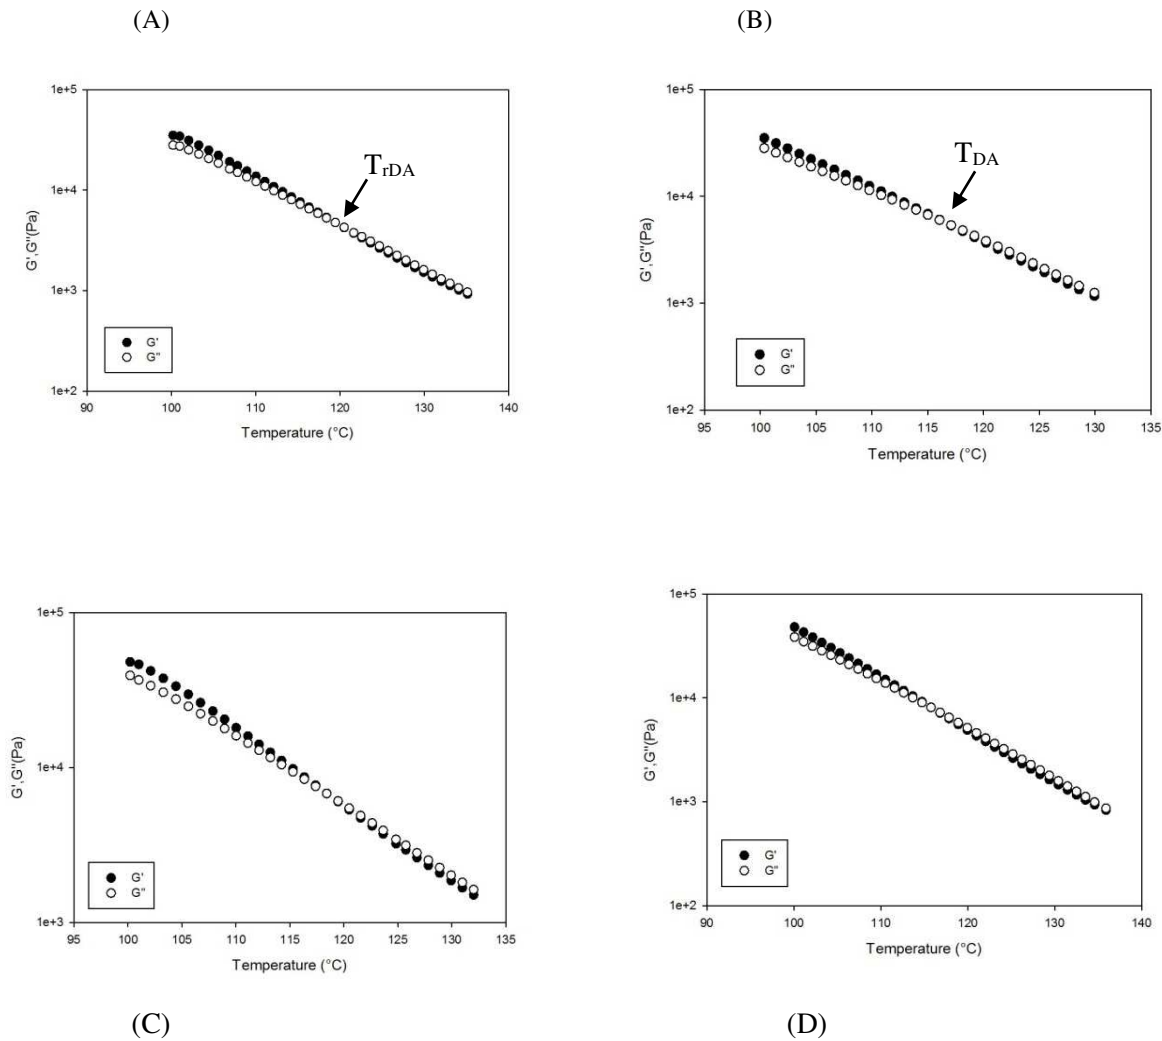 (A)
(B)
1e+5
1e+4
1e+3
1e+2
G',G"(Pa)
T_rDA
G'
G"
90 100 110 120 130 140
Temperature (°C)
1e+5
1e+4
1e+3
1e+2
G',G"(Pa)
T_DA
G'
G"
95 100 105 110 115 120 125 130 135
Temperature (°C)
1e+5
1e+4
1e+3
G',G"(Pa)
G'
G"
95 100 105 110 115 120 125 130 135
Temperature (°C)
1e+5
1e+4
1e+3
1e+2
G',G"(Pa)
G'
G"
90 100 110 120 130 140
Temperature (°C)
(C)
(D)